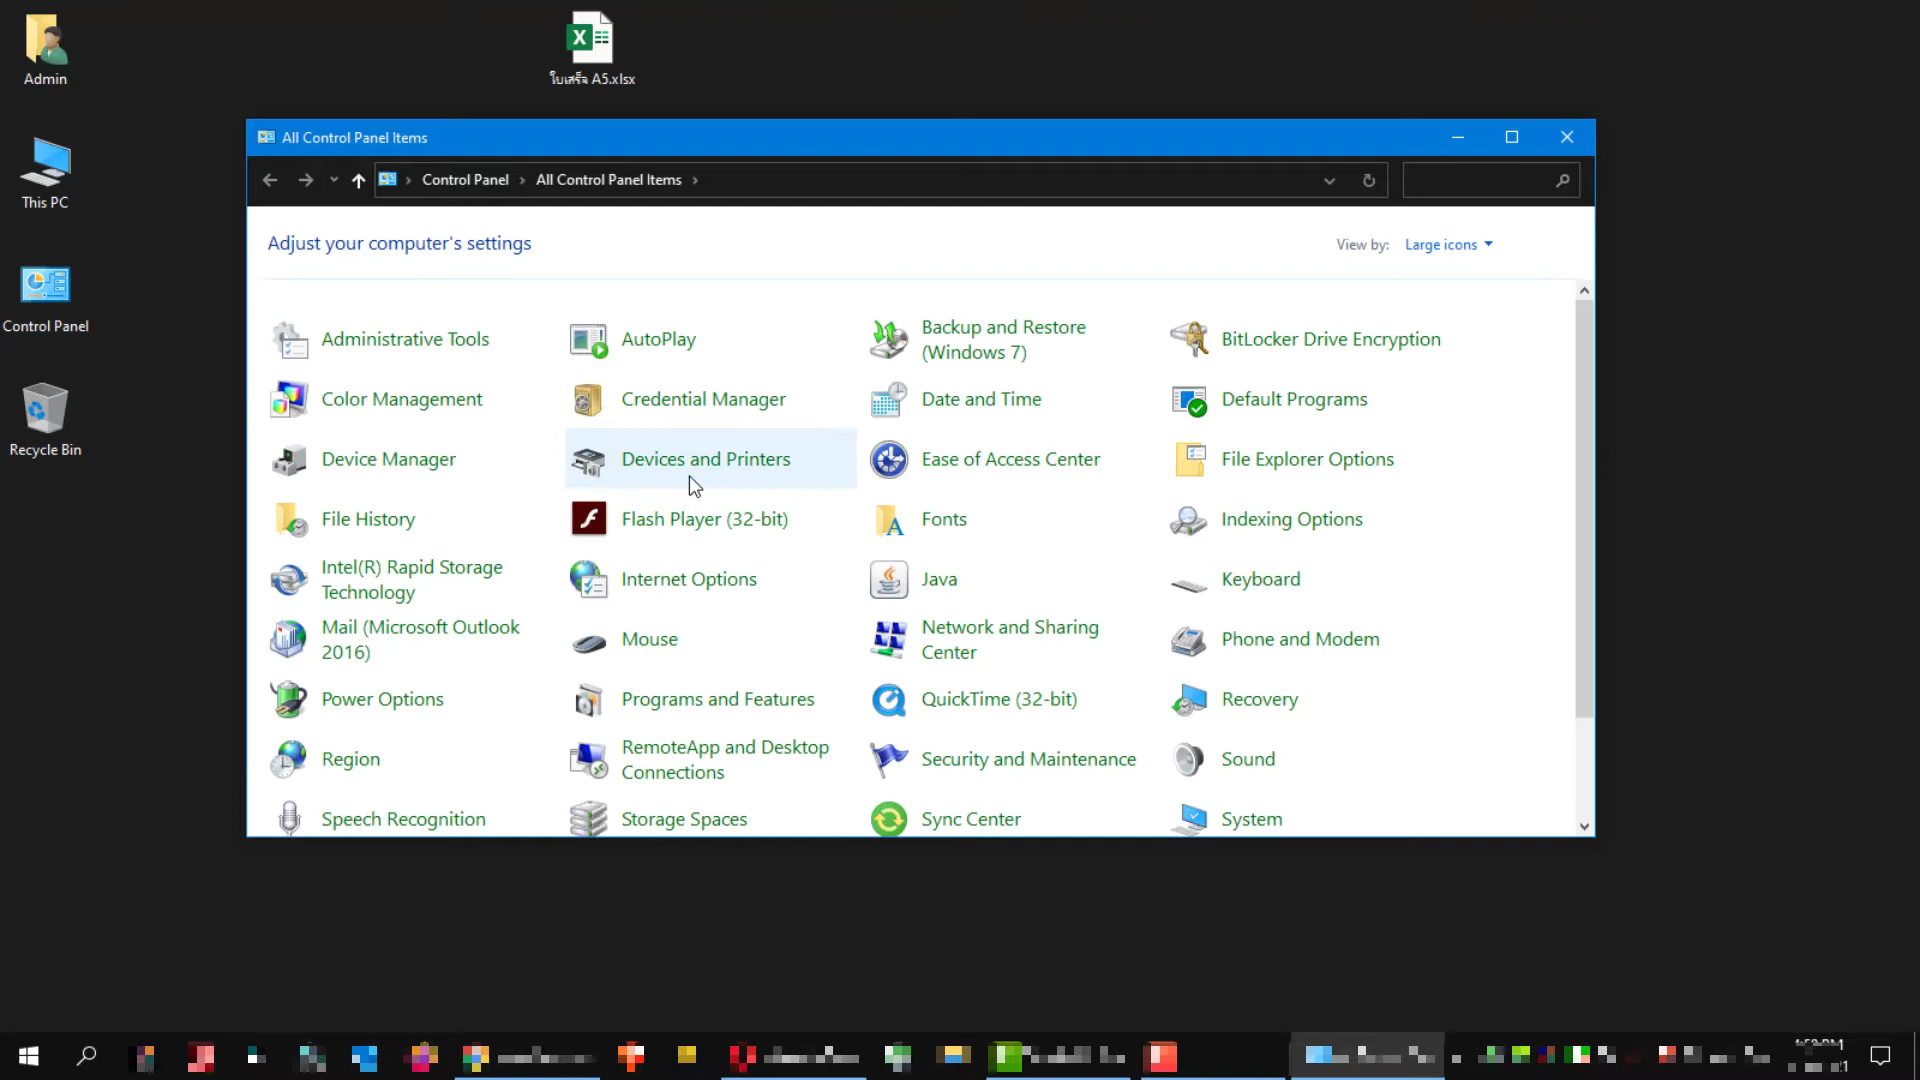 Admin
ใบเสร็จ A5.xlsx
This PC
Control Panel
Recycle Bin
All Control Panel Items
Control Panel
All Control Panel Items
Adjust your computer's settings
View by: Large icons
Administrative Tools
AutoPlay
Backup and Restore
(Windows 7)
BitLocker Drive Encryption
Color Management
Credential Manager
Date and Time
Default Programs
Device Manager
Devices and Printers
Ease of Access Center
File Explorer Options
File History
Flash Player (32-bit)
Fonts
Indexing Options
Intel(R) Rapid Storage
Technology
Internet Options
Java
Keyboard
Mail (Microsoft Outlook
2016)
Mouse
Network and Sharing
Center
Phone and Modem
Power Options
Programs and Features
QuickTime (32-bit)
Recovery
Region
RemoteApp and Desktop
Connections
Security and Maintenance
Sound
Speech Recognition
Storage Spaces
Sync Center
System